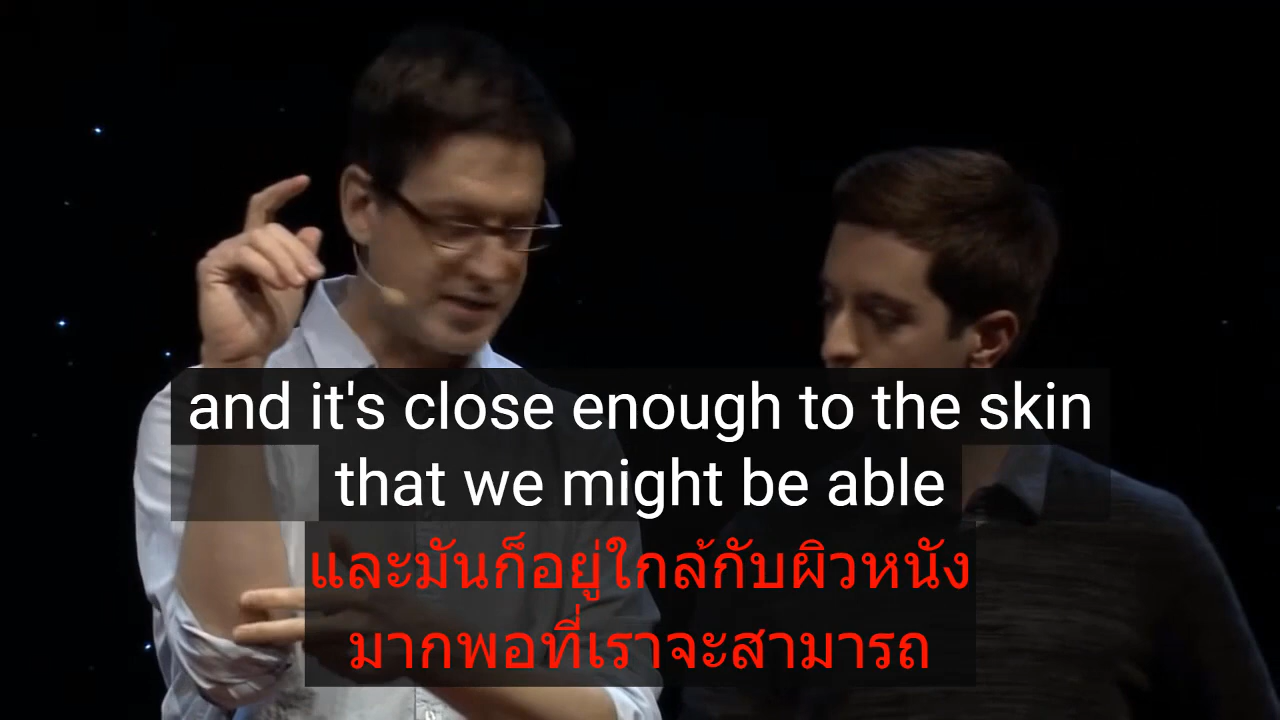 and it's close enough to the skin
that we might be able
และมันก็อยู่ใกล้กับผิวหนัง
มากพอที่เราจะสามารถ